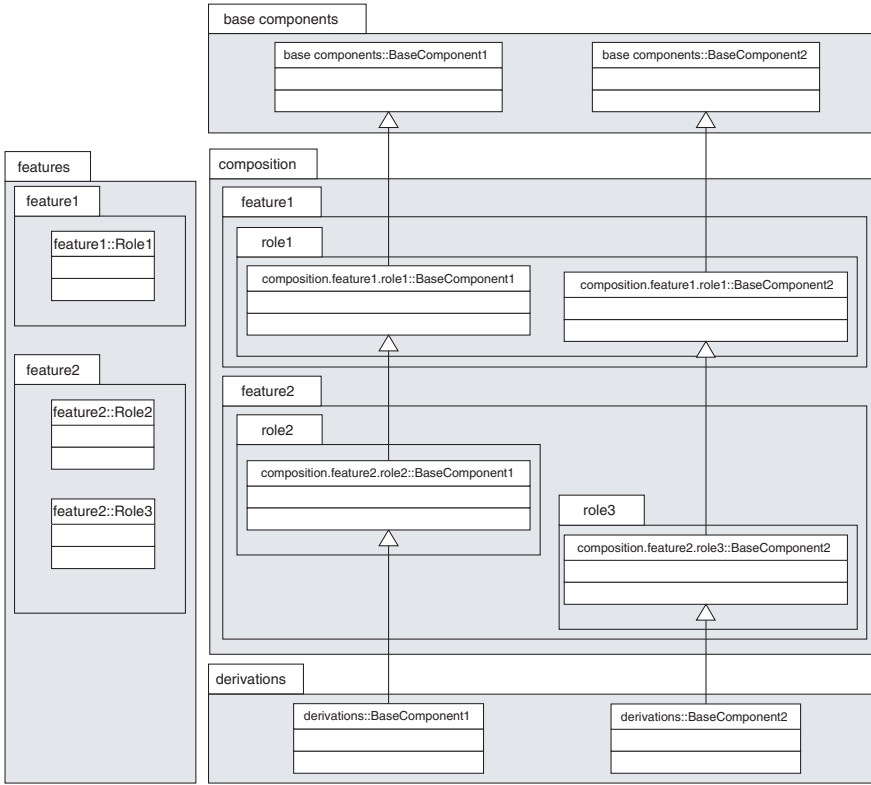 base components
base components::BaseComponent1
base components::BaseComponent2
features
feature1
feature1::Role1
feature2
feature2::Role2
feature2::Role3
composition
feature1
role1
composition.feature1.role1::BaseComponent1
composition.feature1.role1::BaseComponent2
feature2
role2
composition.feature2.role2::BaseComponent1
role3
composition.feature2.role3::BaseComponent2
derivations
derivations::BaseComponent1
derivations::BaseComponent2